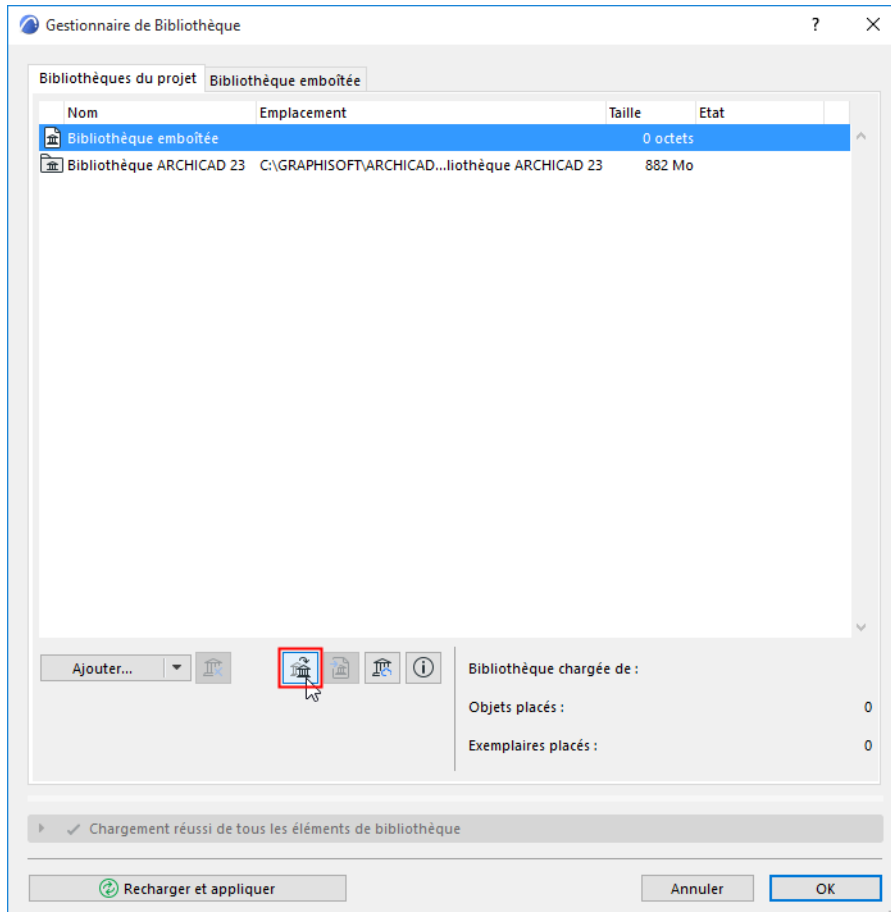 Gestionnaire de Bibliothèque ?
Bibliothèques du projet Bibliothèque emboîtée
Nom Emplacement Taille Etat
Bibliothèque emboîtée 0 octets
Bibliothèque ARCHICAD 23 C:\GRAPHISOFT\ARCHICAD...liothèque ARCHICAD 23 882 Mo
Ajouter...
Bibliothèque chargée de :
Objets placés : 0
Exemplaires placés : 0
Chargement réussi de tous les éléments de bibliothèque
Recharger et appliquer Annuler OK